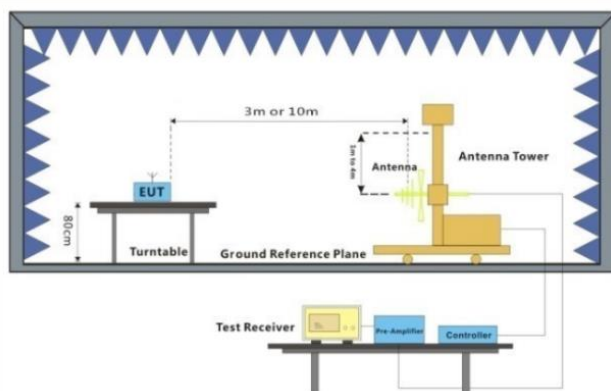 3m or 10m
1m to 4m
Antenna
Antenna Tower
EUT
80cm
Turntable
Ground Reference Plane
Test Receiver
Pre-Amplifier
Controller